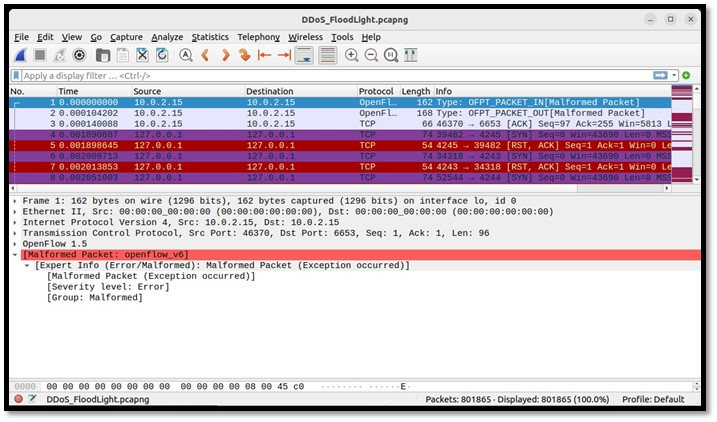 DDoS_FloodLight.pcapng
File Edit View Go Capture Analyze Statistics Telephony Wireless Tools Help
Apply a display filter … <Ctrl-/>
No. Time Source Destination Protocol Length Info
1 0.000000000 10.0.2.15 10.0.2.15 OpenFl… 162 Type: OFPT_PACKET_IN[Malformed Packet]
2 0.000104202 10.0.2.15 10.0.2.15 OpenFl… 168 Type: OFPT_PACKET_OUT[Malformed Packet]
3 0.000140088 10.0.2.15 10.0.2.15 TCP 66 46370 → 6653 [ACK] Seq=97 Ack=255 Win=5813 L
4 0.001890887 127.0.0.1 127.0.0.1 TCP 74 39482 → 4245 [SYN] Seq=0 Win=43690 Len=0 MSS
5 0.001898645 127.0.0.1 127.0.0.1 TCP 54 4245 → 39482 [RST, ACK] Seq=1 Ack=1 Win=0 Le
6 0.002009713 127.0.0.1 127.0.0.1 TCP 74 34318 → 4243 [SYN] Seq=0 Win=43690 Len=0 MSS
7 0.002013853 127.0.0.1 127.0.0.1 TCP 54 4243 → 34318 [RST, ACK] Seq=1 Ack=1 Win=0 Le
8 0.002051003 127.0.0.1 127.0.0.1 TCP 74 52544 → 4244 [SYN] Seq=0 Win=43690 Len=0 MSS
Frame 1: 162 bytes on wire (1296 bits), 162 bytes captured (1296 bits) on interface lo, id 0
Ethernet II, Src: 00:00:00_00:00:00 (00:00:00:00:00:00), Dst: 00:00:00_00:00:00 (00:00:00:00:00:00)
Internet Protocol Version 4, Src: 10.0.2.15, Dst: 10.0.2.15
Transmission Control Protocol, Src Port: 46370, Dst Port: 6653, Seq: 1, Ack: 1, Len: 96
OpenFlow 1.5
[Malformed Packet: openflow_v6]
[Expert Info (Error/Malformed): Malformed Packet (Exception occurred)]
[Malformed Packet (Exception occurred)]
[Severity level: Error]
[Group: Malformed]
0000 00 00 00 00 00 00 00 00 00 00 00 00 08 00 45 c0 ········ ······E·
DDoS_FloodLight.pcapng Packets: 801865 · Displayed: 801865 (100.0%) Profile: Default